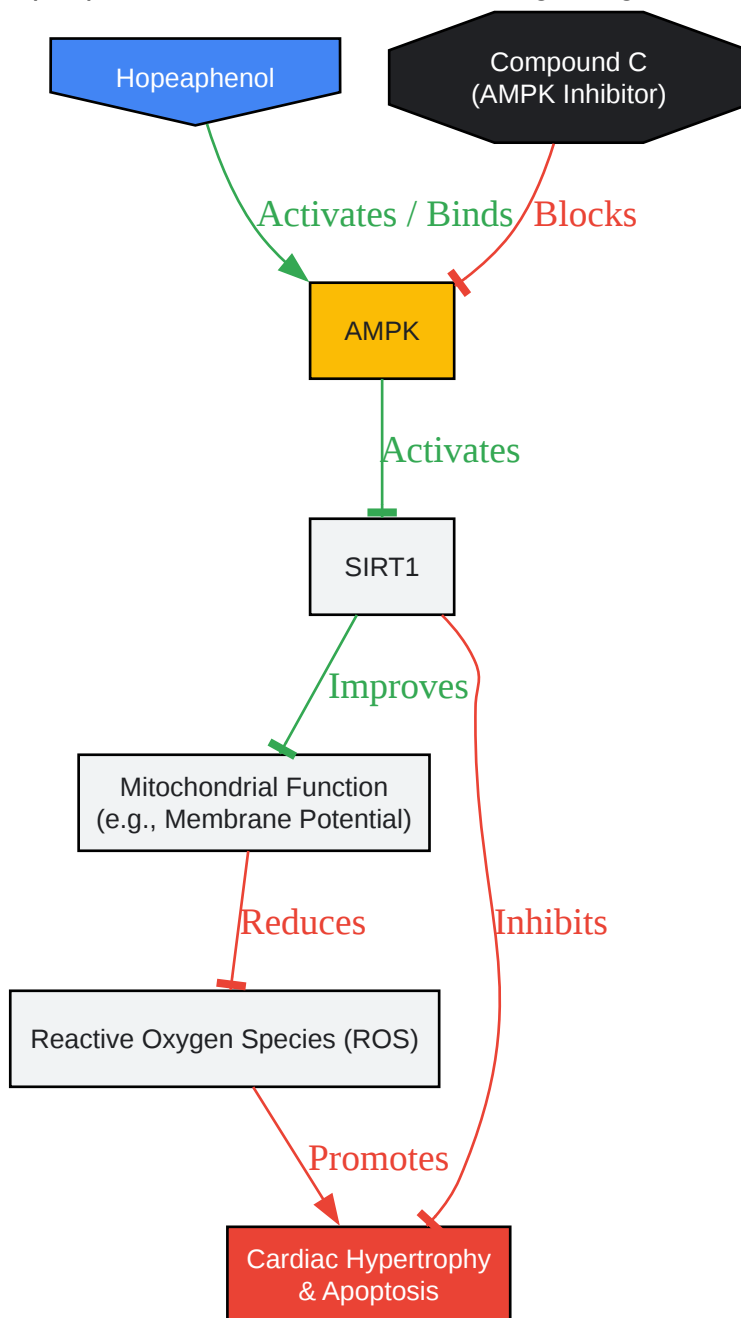 Hopeaphenol
Compound C
(AMPK Inhibitor)
Activates / Binds
Blocks
AMPK
Activates
SIRT1
Improves
Mitochondrial Function
(e.g., Membrane Potential)
Reduces
Inhibits
Reactive Oxygen Species (ROS)
Promotes
Cardiac Hypertrophy
& Apoptosis